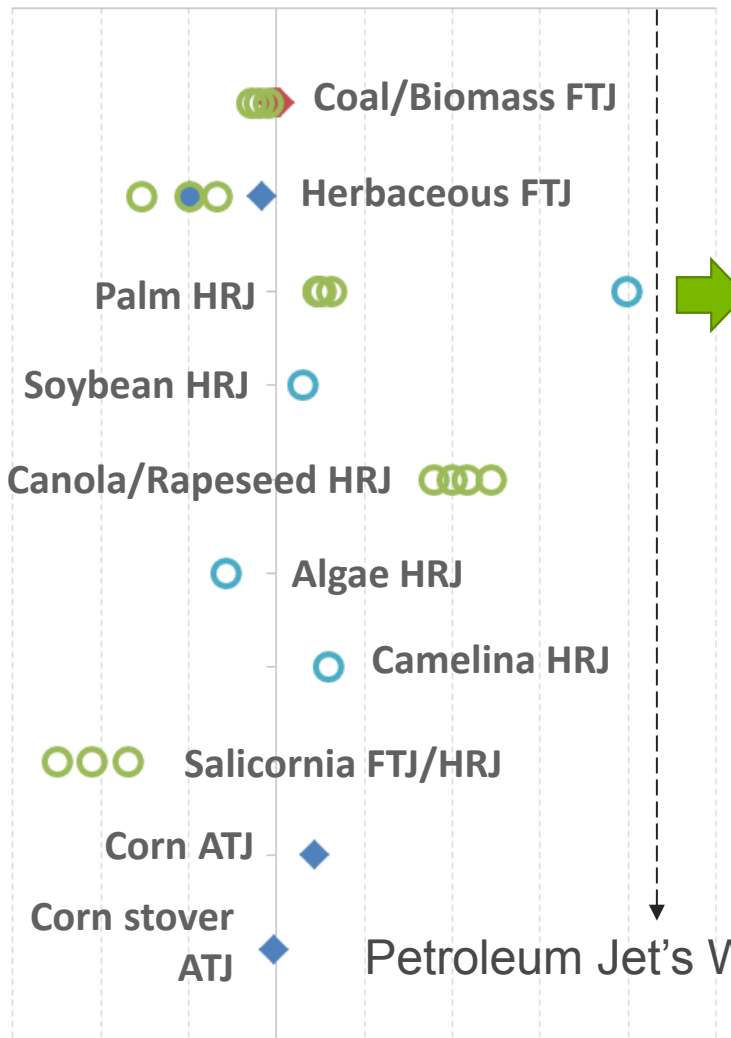 Coal/Biomass FTJ
Herbaceous FTJ
Palm HRJ
Soybean HRJ
Canola/Rapeseed HRJ
Algae HRJ
Camelina HRJ
Salicornia FTJ/HRJ
Corn ATJ
Corn stover
ATJ
Petroleum Jet's W